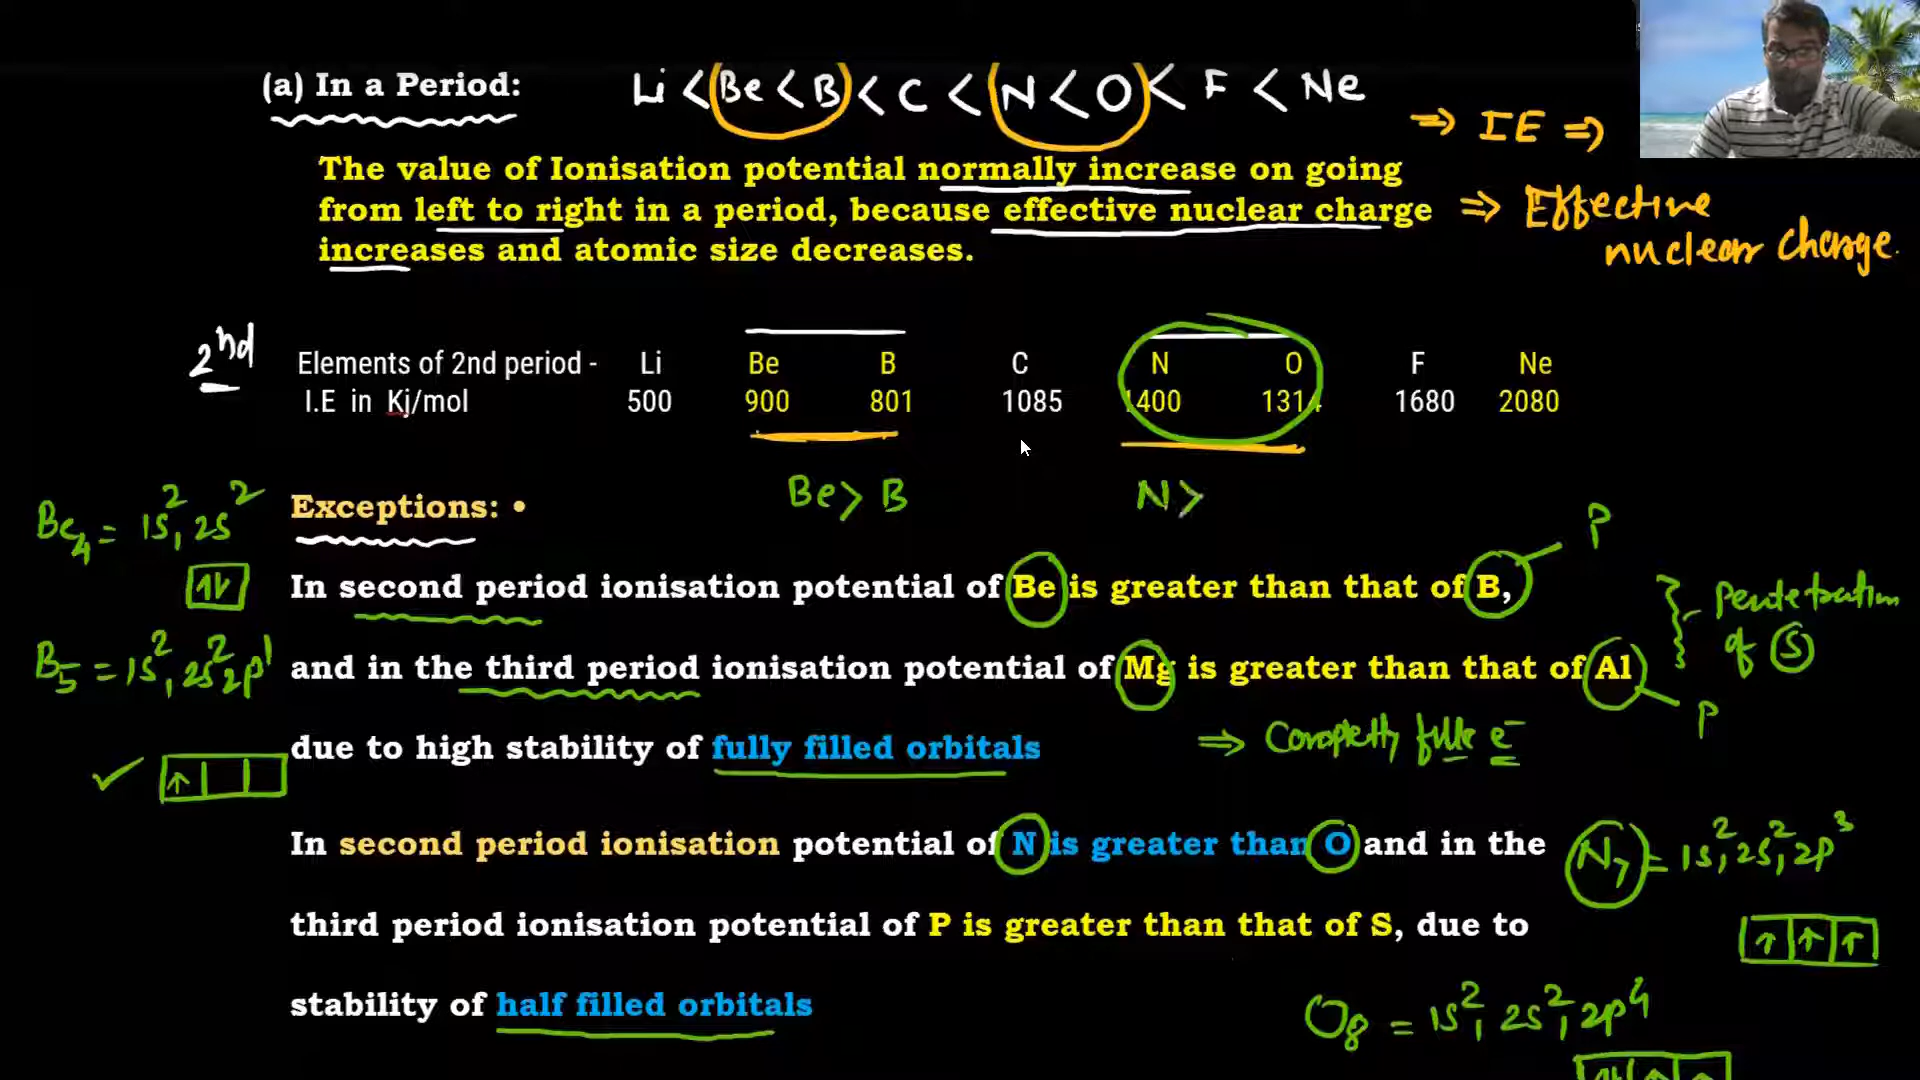 (a) In a Period:
Li < Be < B < C < N < O < F < Ne
⇒ IE ⇒
The value of Ionisation potential normally increase on going
from left to right in a period, because effective nuclear charge
increases and atomic size decreases.
⇒ Effective
nuclear charge.
2nd
Elements of 2nd period - Li Be B C N O F Ne
I.E in Kj/mol 500 900 801 1085 1400 1314 1680 2080
Be > B
N >
Be4 = 1s², 2s²
Exceptions: •
P
In second period ionisation potential of Be is greater than that of B,
B5 = 1s², 2s² 2p¹
of S
and in the third period ionisation potential of Mg is greater than that of Al
P
due to high stability of fully filled orbitals
⇒
e⁻
In second period ionisation potential of N is greater than O and in the
N7 = 1s², 2s², 2p³
third period ionisation potential of P is greater than that of S, due to
stability of half filled orbitals
O8 = 1s², 2s², 2p⁴